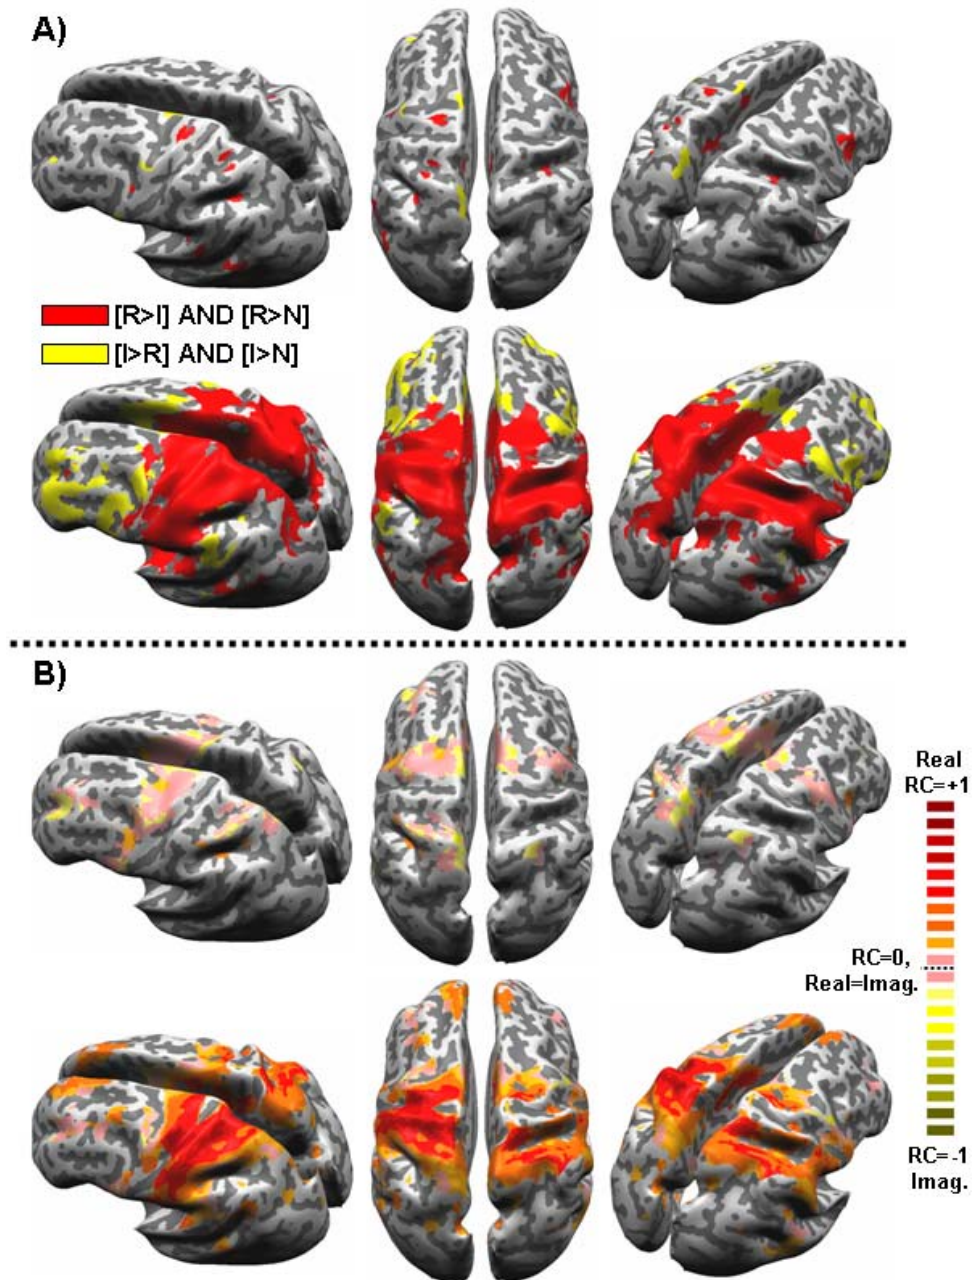 A)
[R>I] AND [R>N]
[I>R] AND [I>N]
B)
Real
RC=+1
RC=0,
Real=Imag.
RC= -1
Imag.